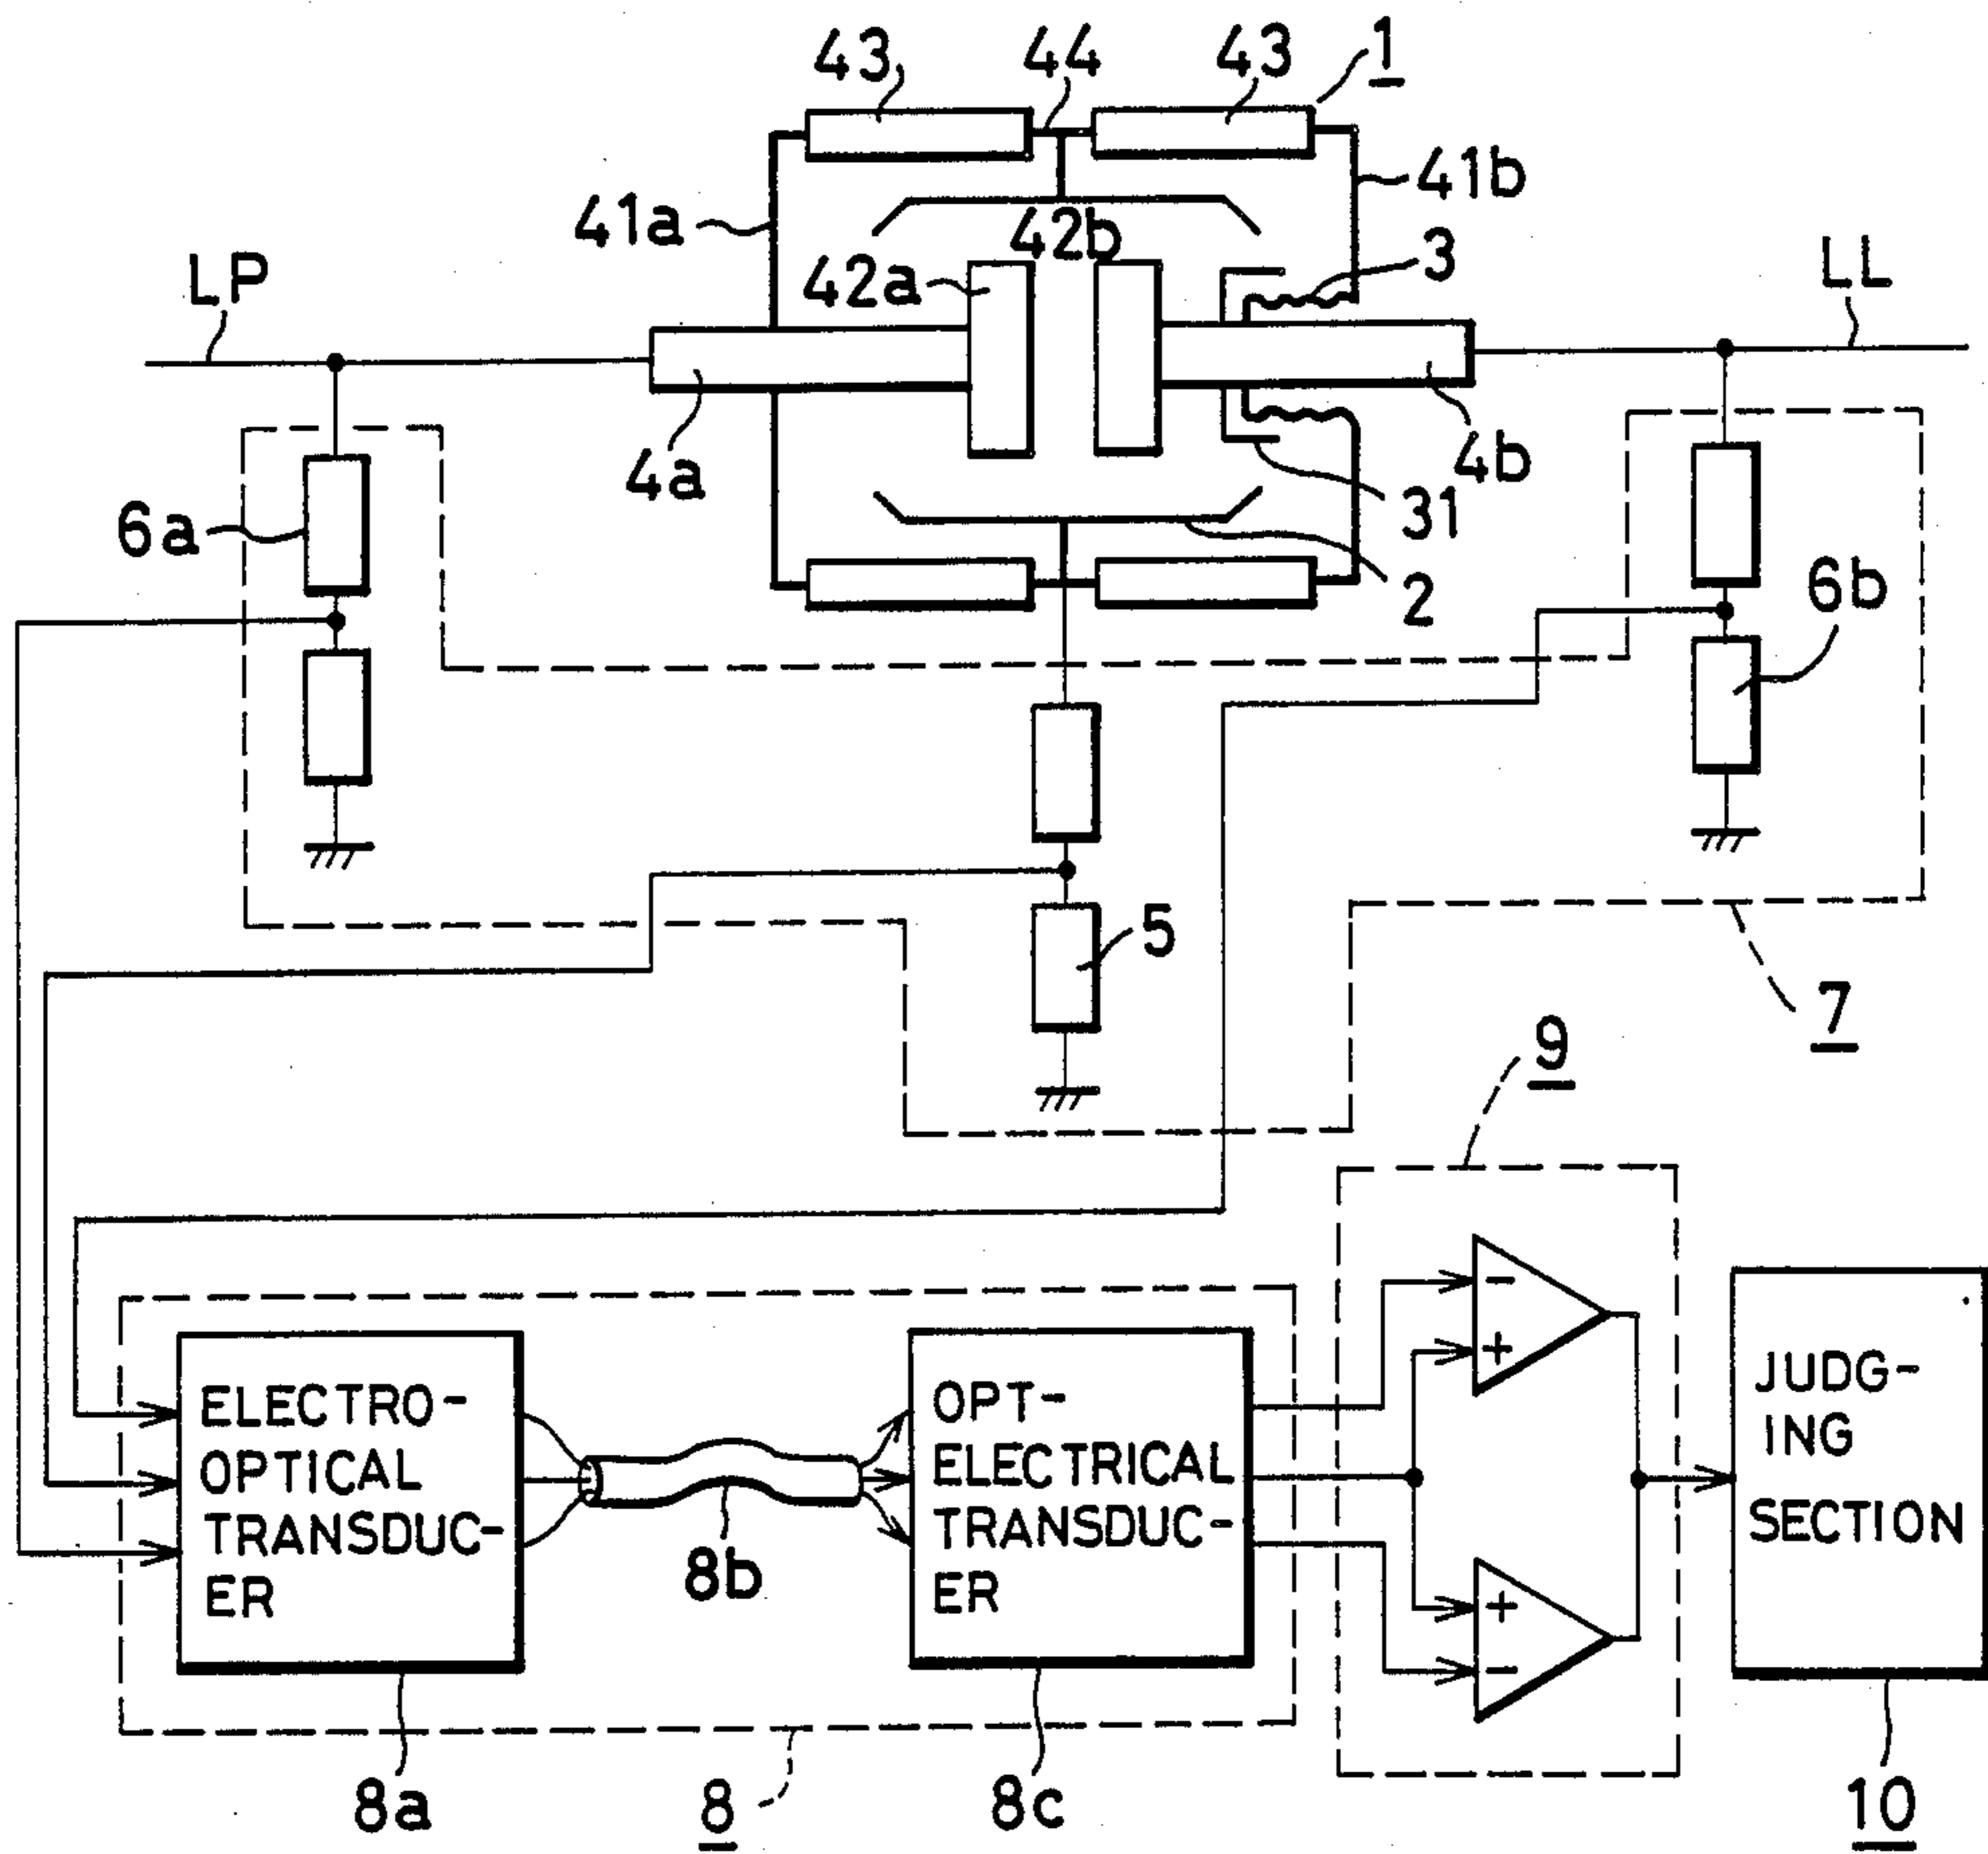 43
44
43
1
41a
41b
42b
3
LP
42a
LL
4a
4b
31
6a
2
6b
5
7
9
ELECTRO-
OPTICAL
TRANSDUC-
ER
8b
OPT-
ELECTRICAL
TRANSDUC-
ER
−
+
+
−
JUDG-
ING
SECTION
8a
8
8c
10